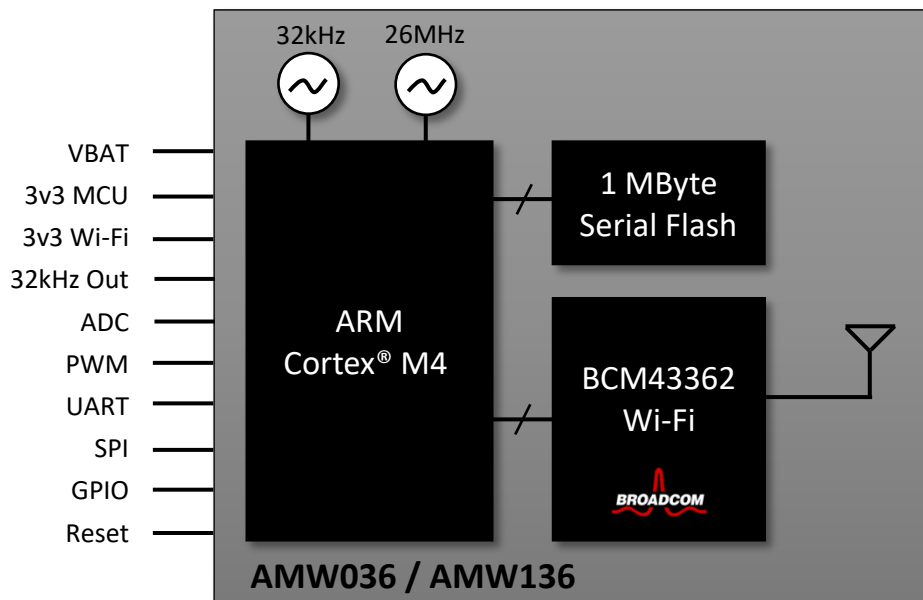 32kHz 26MHz
VBAT
3v3 MCU
3v3 Wi-Fi
32kHz Out
ADC
PWM
UART
SPI
GPIO
Reset
ARM
Cortex® M4
1 MByte
Serial Flash
BCM43362
Wi-Fi
BROADCOM
AMW036 / AMW136